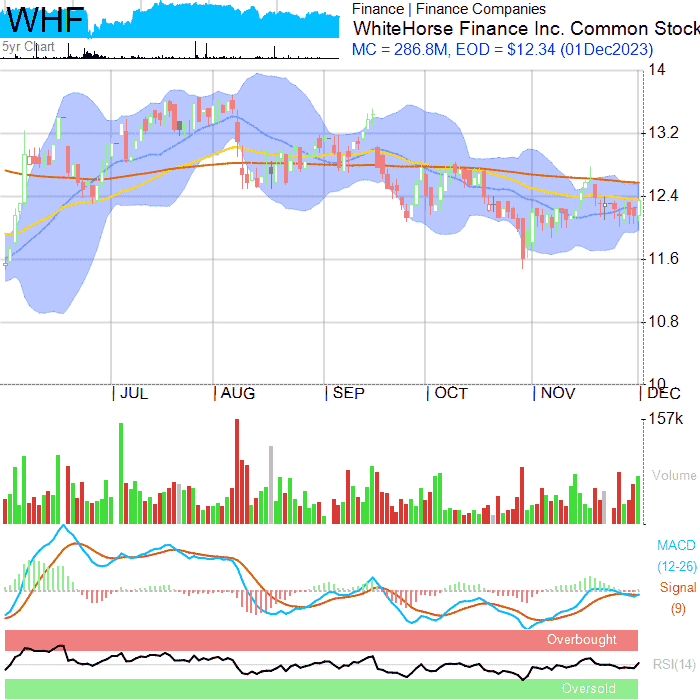 WHF
5yr Chart
Finance | Finance Companies
WhiteHorse Finance Inc. Common Stock
MC = 286.8M, EOD = $12.34 (01Dec2023)
14
13.2
12.4
11.6
10.8
10
JUL AUG SEP OCT NOV DEC
157k
Volume
MACD
(12-26)
Signal
(9)
Overbought
RSI(14)
Oversold